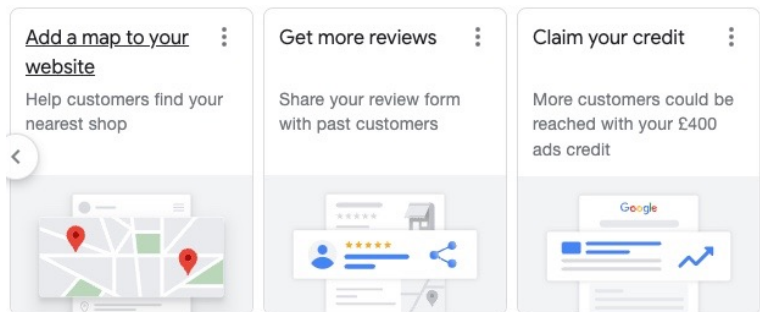 Add a map to your
website
Help customers find your
nearest shop
Get more reviews
Share your review form
with past customers
Claim your credit
More customers could be
reached with your £400
ads credit
Google